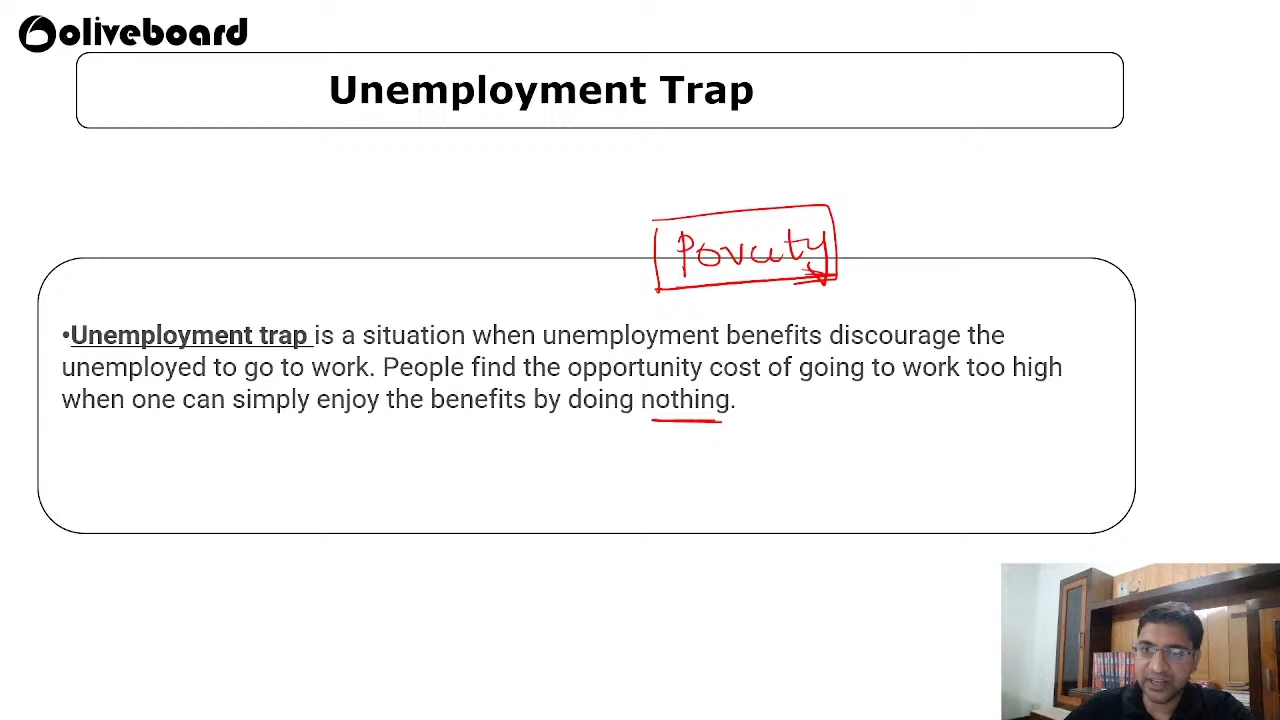 oliveboard
Unemployment Trap
Poverty
•Unemployment trap is a situation when unemployment benefits discourage the
unemployed to go to work. People find the opportunity cost of going to work too high
when one can simply enjoy the benefits by doing nothing.